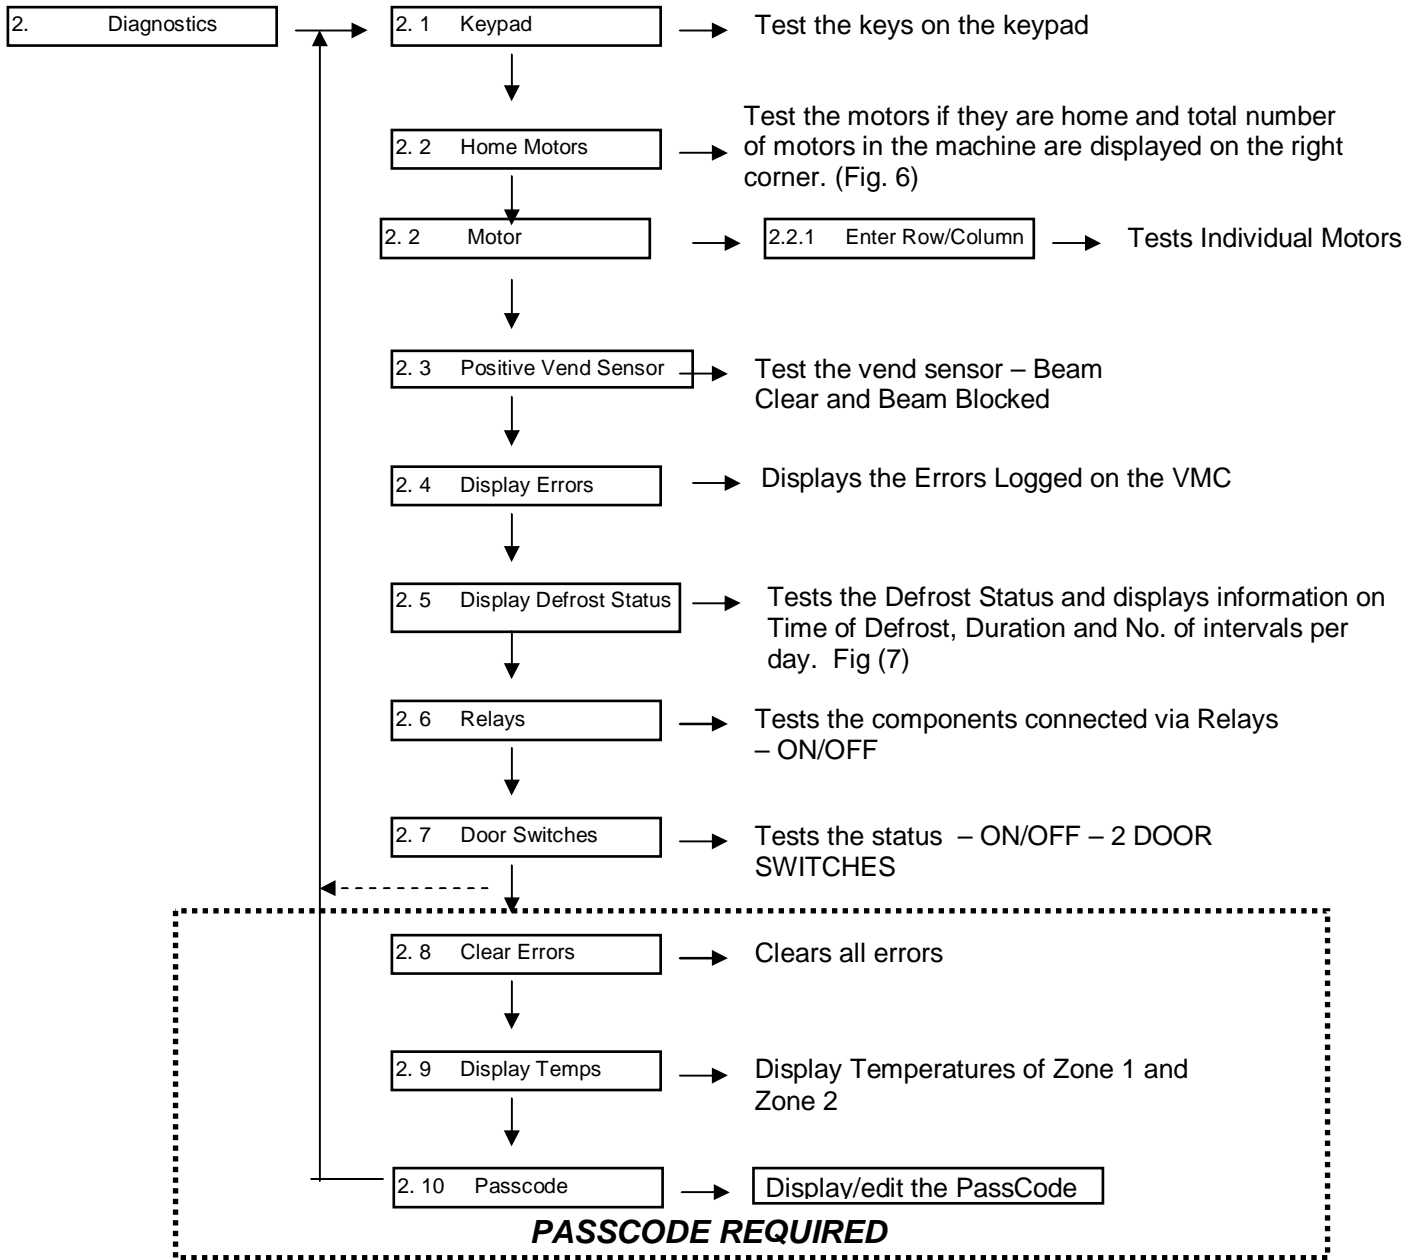 2. Diagnostics
2. 1 Keypad
Test the keys on the keypad
2. 2 Home Motors
Test the motors if they are home and total number
of motors in the machine are displayed on the right
corner. (Fig. 6)
2. 2 Motor
2.2.1 Enter Row/Column
Tests Individual Motors
2. 3 Positive Vend Sensor
Test the vend sensor – Beam
Clear and Beam Blocked
2. 4 Display Errors
Displays the Errors Logged on the VMC
2. 5 Display Defrost Status
Tests the Defrost Status and displays information on
Time of Defrost, Duration and No. of intervals per
day. Fig (7)
2. 6 Relays
Tests the components connected via Relays
– ON/OFF
2. 7 Door Switches
Tests the status – ON/OFF – 2 DOOR
SWITCHES
2. 8 Clear Errors
Clears all errors
2. 9 Display Temps
Display Temperatures of Zone 1 and
Zone 2
2. 10 Passcode
Display/edit the PassCode
PASSCODE REQUIRED